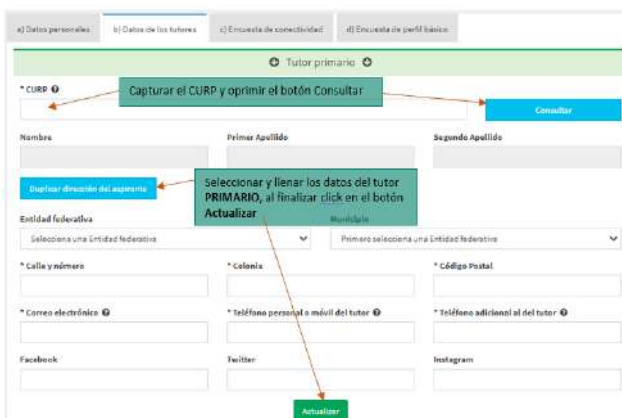 a) Datos personales
b) Datos de los tutores
c) Encuesta de conectividad
d) Encuesta de perfil básico
Tutor primario
* CURP
Capturar el CURP y oprimir el botón Consultar
Consultar
Nombre
Primer Apellido
Segundo Apellido
Duplicar dirección del aspirante
Seleccionar y llenar los datos del tutor
PRIMARIO, al finalizar click en el botón
Actualizar
Entidad federativa
Municipio
Selecciona una Entidad federativa
Primero selecciona una Entidad federativa
* Calle y número
* Colonia
* Código Postal
* Correo electrónico
* Teléfono personal o móvil del tutor
* Teléfono adicional al del tutor
Facebook
Twitter
Instagram
Actualizar